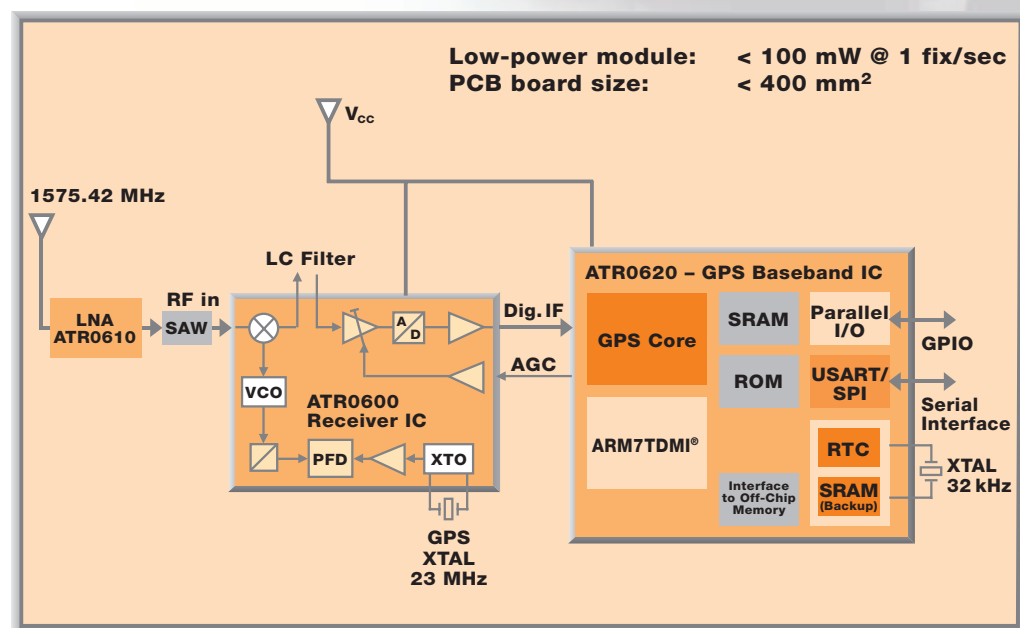 Low-power module: < 100 mW @ 1 fix/sec
PCB board size: < 400 mm²
Vcc
1575.42 MHz
LC Filter
RF in
LNA
ATR0610
SAW
A
D
VCO
ATR0600
Receiver IC
PFD
XTO
GPS
XTAL
23 MHz
Dig. IF
AGC
ATR0620 – GPS Baseband IC
GPS Core
SRAM
Parallel
I/O
ROM
USART/
SPI
ARM7TDMI®
RTC
Interface
to Off-Chip
Memory
SRAM
(Backup)
GPIO
Serial
Interface
XTAL
32 kHz